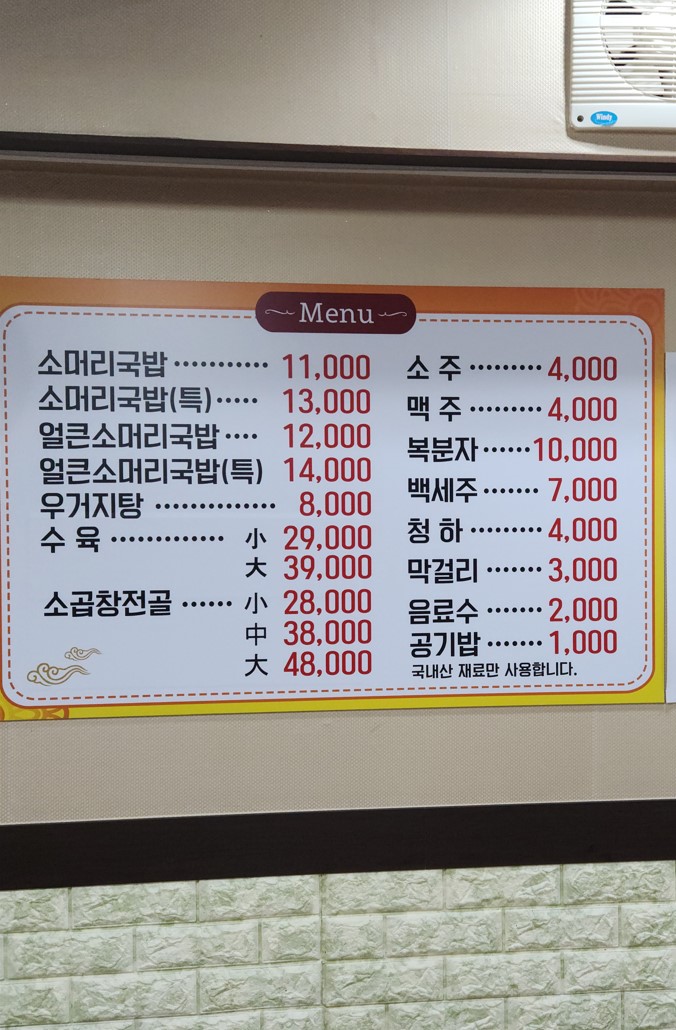 Windy
Menu
소머리국밥 ············ 11,000
소머리국밥(특) ····· 13,000
얼큰소머리국밥 ···· 12,000
얼큰소머리국밥(특) 14,000
우거지탕 ··············· 8,000
수 육 ·············· 小 29,000
大 39,000
소곱창전골 ······ 小 28,000
中 38,000
大 48,000
소 주 ········· 4,000
맥 주 ········· 4,000
복분자 ······ 10,000
백세주 ······· 7,000
청 하 ········· 4,000
막걸리 ······· 3,000
음료수 ······· 2,000
공기밥 ······· 1,000
국내산 재료만 사용합니다.